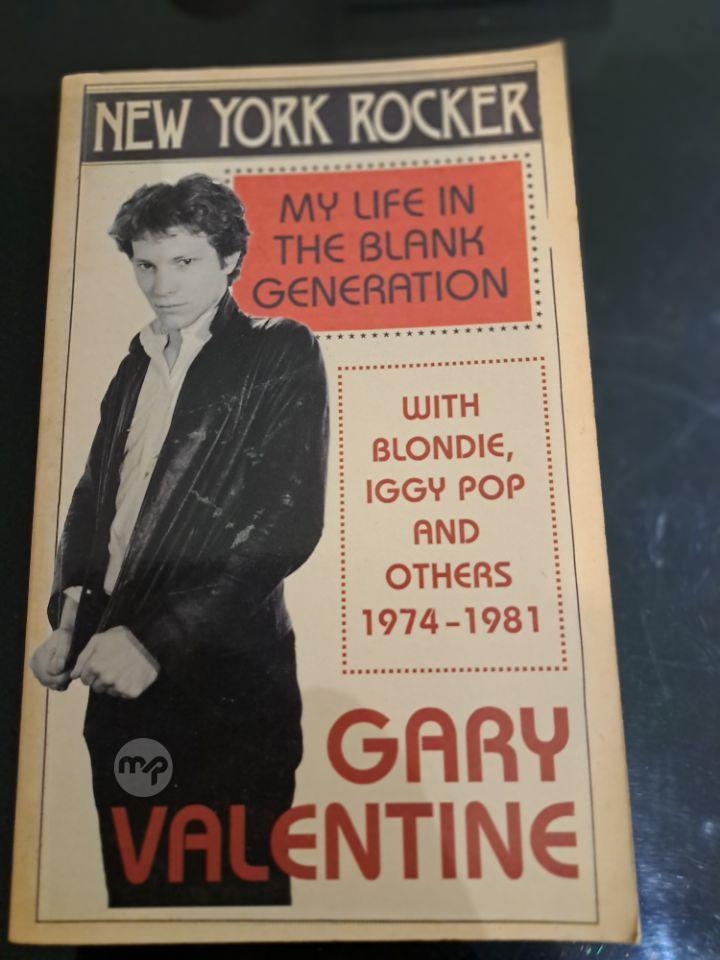 NEW YORK ROCKER
MY LIFE IN
THE BLANK
GENERATION
WITH
BLONDIE,
IGGY POP
AND
OTHERS
1974-1981
GARY
VALENTINE
mp